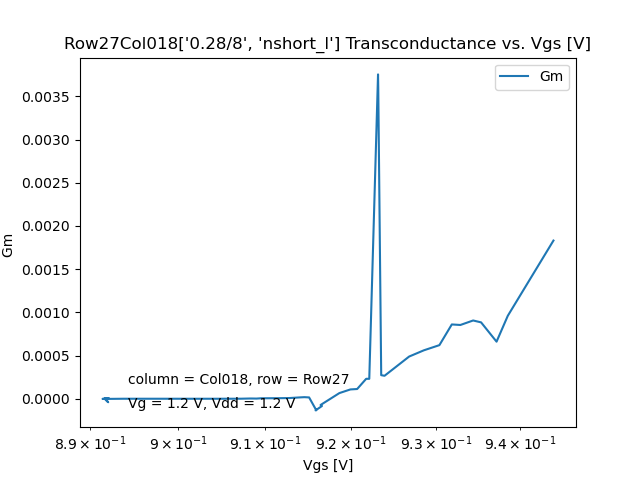 Row27Col018['0.28/8', 'nshort_l'] Transconductance vs. Vgs [V]
Gm
0.0035
0.0030
0.0025
0.0020
0.0015
0.0010
0.0005
0.0000
Gm
column = Col018, row = Row27
Vg = 1.2 V, Vdd = 1.2 V
8.9 × 10⁻¹ 9 × 10⁻¹ 9.1 × 10⁻¹ 9.2 × 10⁻¹ 9.3 × 10⁻¹ 9.4 × 10⁻¹
Vgs [V]